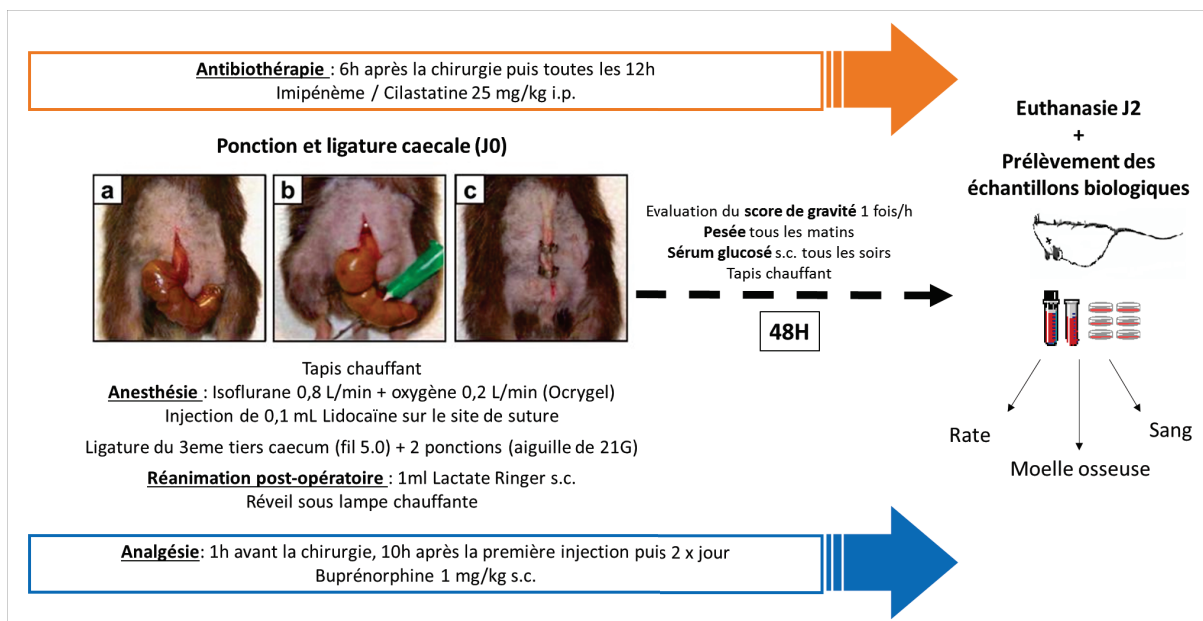 Antibiothérapie : 6h après la chirurgie puis toutes les 12h
Imipénème / Cilastatine 25 mg/kg i.p.
Ponction et ligature caecale (J0)
a
b
c
Tapis chauffant
Anesthésie : Isoflurane 0,8 L/min + oxygène 0,2 L/min (Ocrygel)
Injection de 0,1 mL Lidocaïne sur le site de suture
Ligature du 3eme tiers caecum (fil 5.0) + 2 ponctions (aiguille de 21G)
Réanimation post-opératoire : 1ml Lactate Ringer s.c.
Réveil sous lampe chauffante
Evaluation du score de gravité 1 fois/h
Pesée tous les matins
Sérum glucosé s.c. tous les soirs
Tapis chauffant
48H
Euthanasie J2
+
Prélèvement des
échantillons biologiques
Rate
Moelle osseuse
Sang
Analgésie: 1h avant la chirurgie, 10h après la première injection puis 2 x jour
Buprénorphine 1 mg/kg s.c.